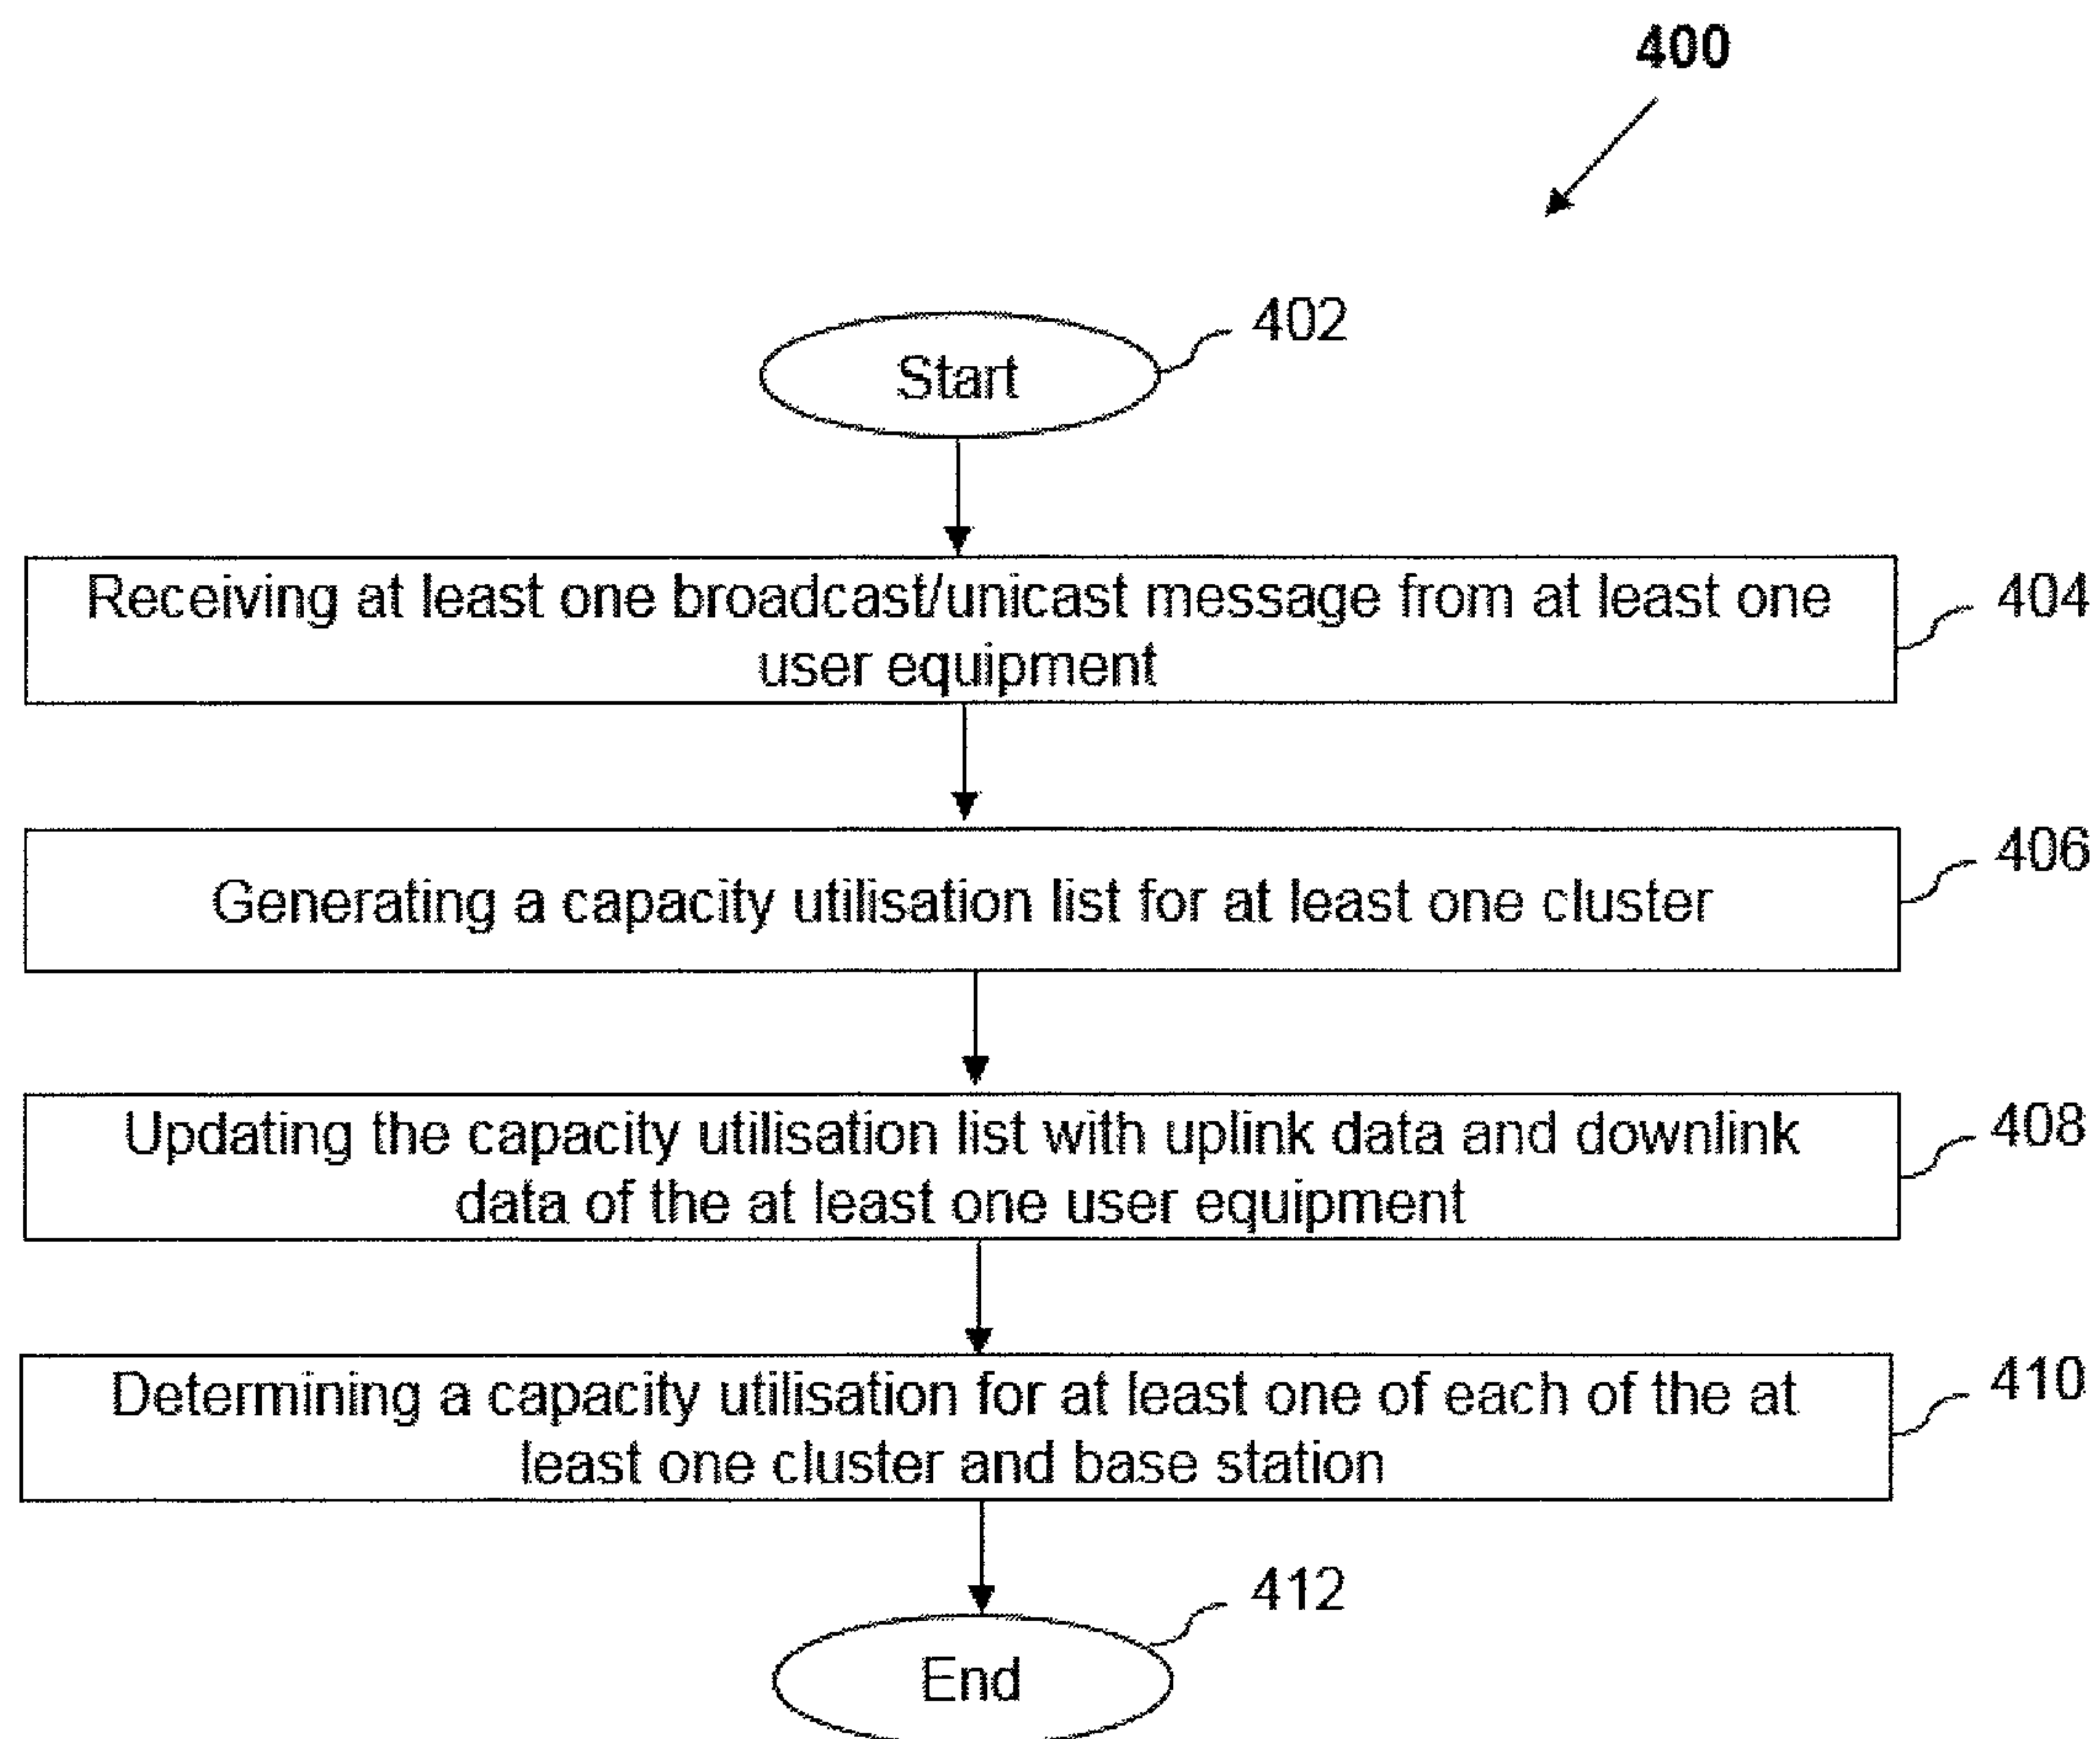 400
402
Start
Receiving at least one broadcast/unicast message from at least one
user equipment
404
Generating a capacity utilisation list for at least one cluster
406
Updating the capacity utilisation list with uplink data and downlink
data of the at least one user equipment
408
Determining a capacity utilisation for at least one of each of the at
least one cluster and base station
410
412
End